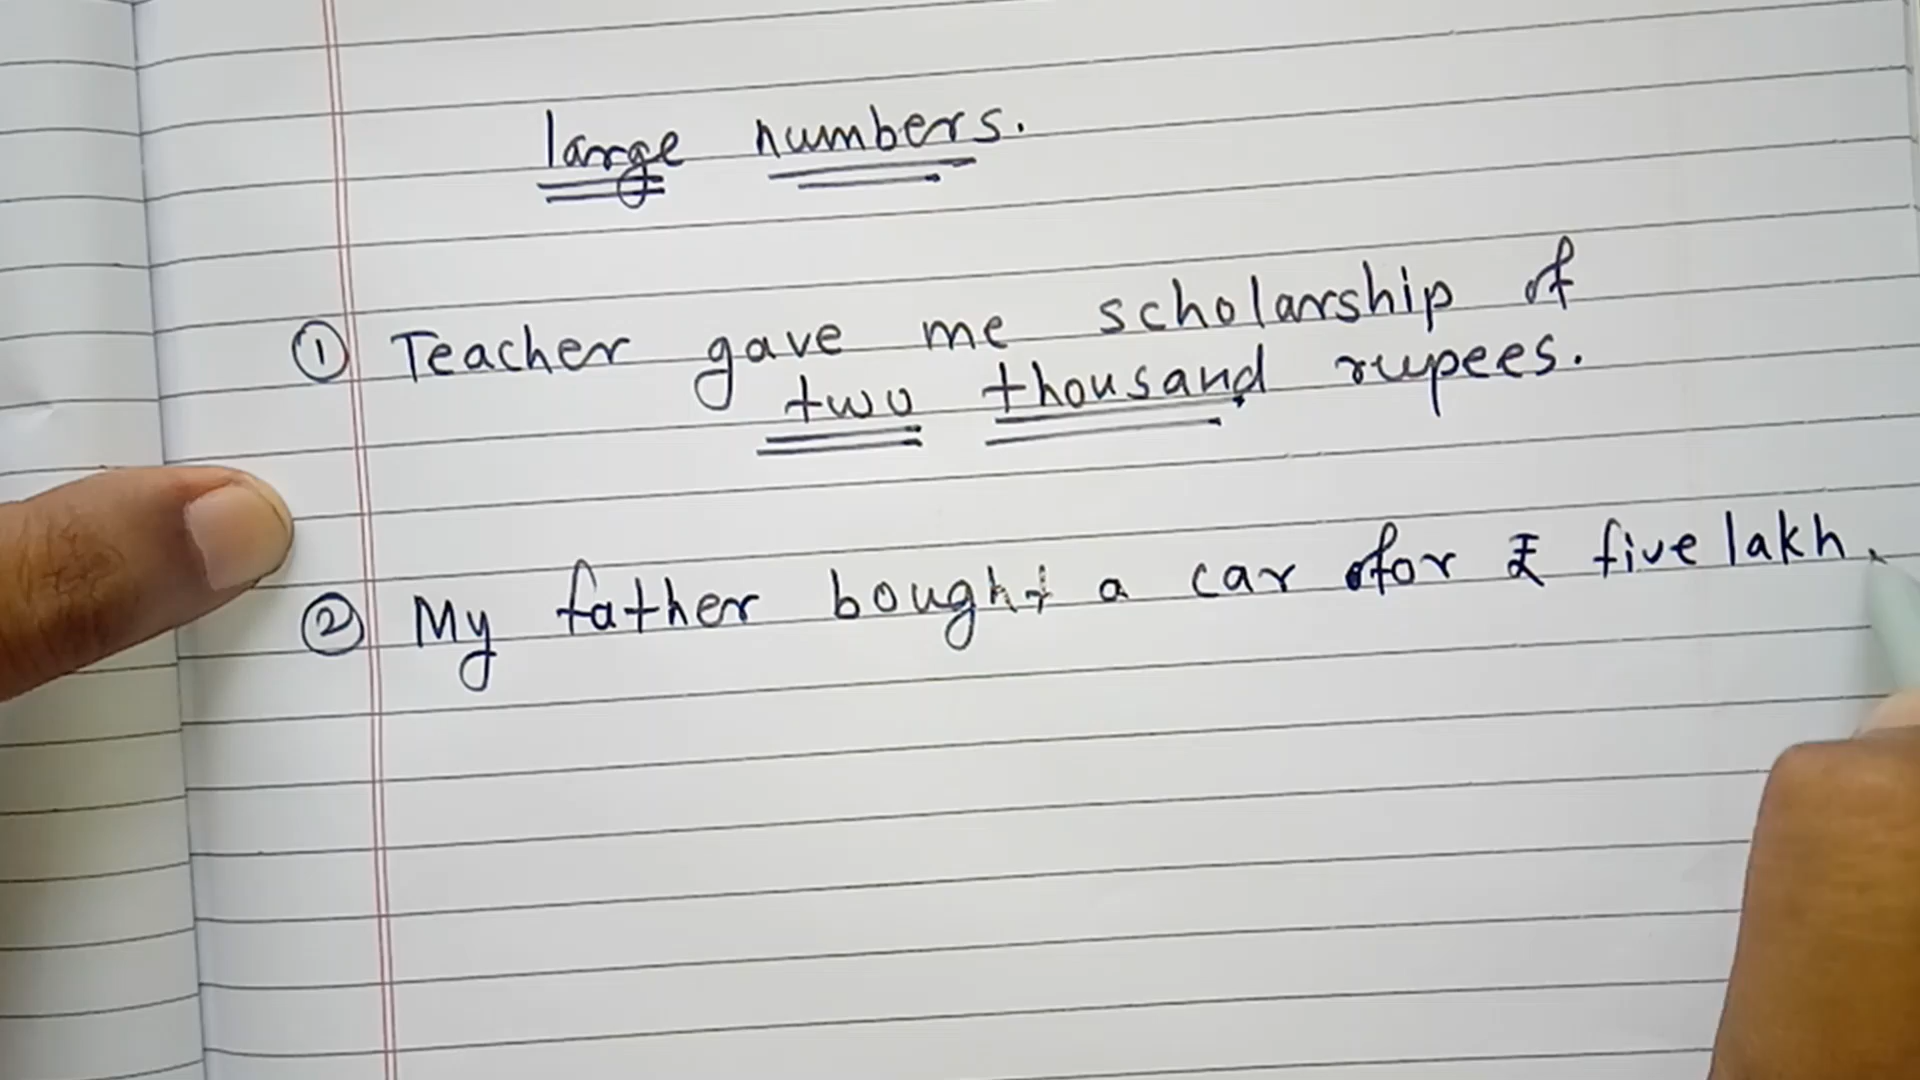 large numbers.
① Teacher gave me scholarship of
two thousand rupees.
② My father bought a car for ₹ five lakh.